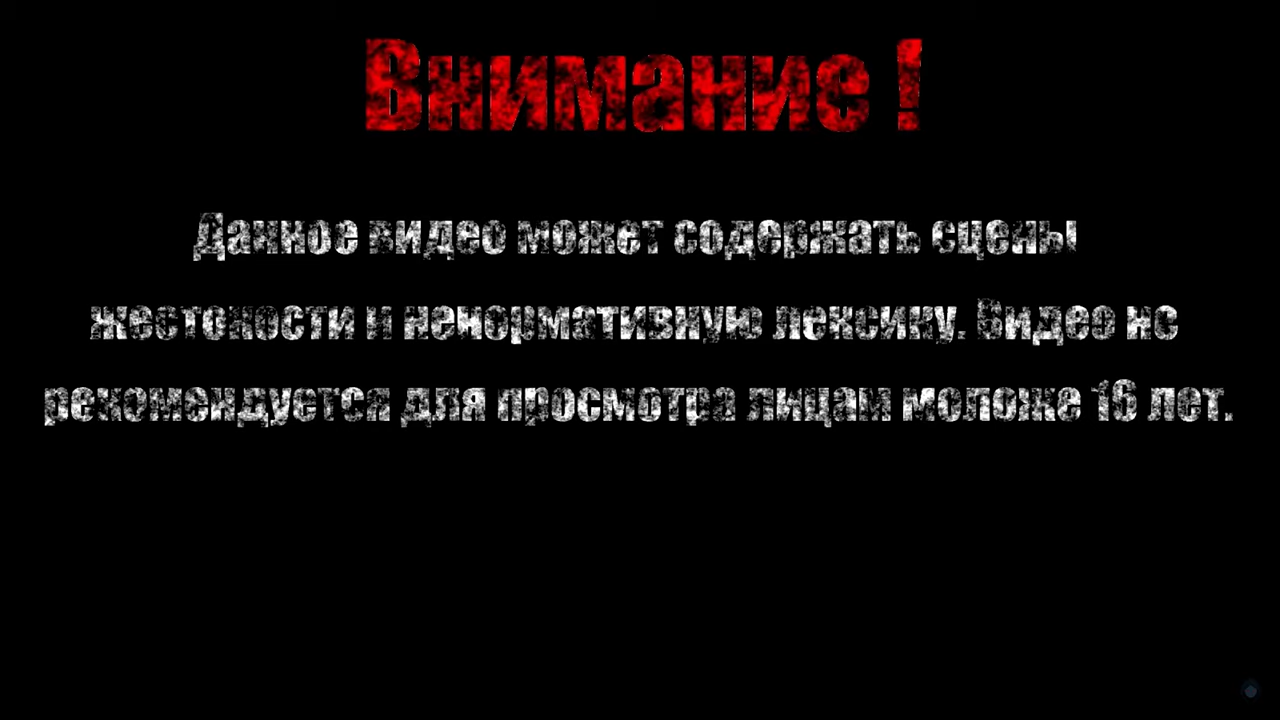 Внимание !
Данное видео может содержать сцены
жестокости и ненормативную лексику. Видео не
рекомендуется для просмотра лицам моложе 16 лет.